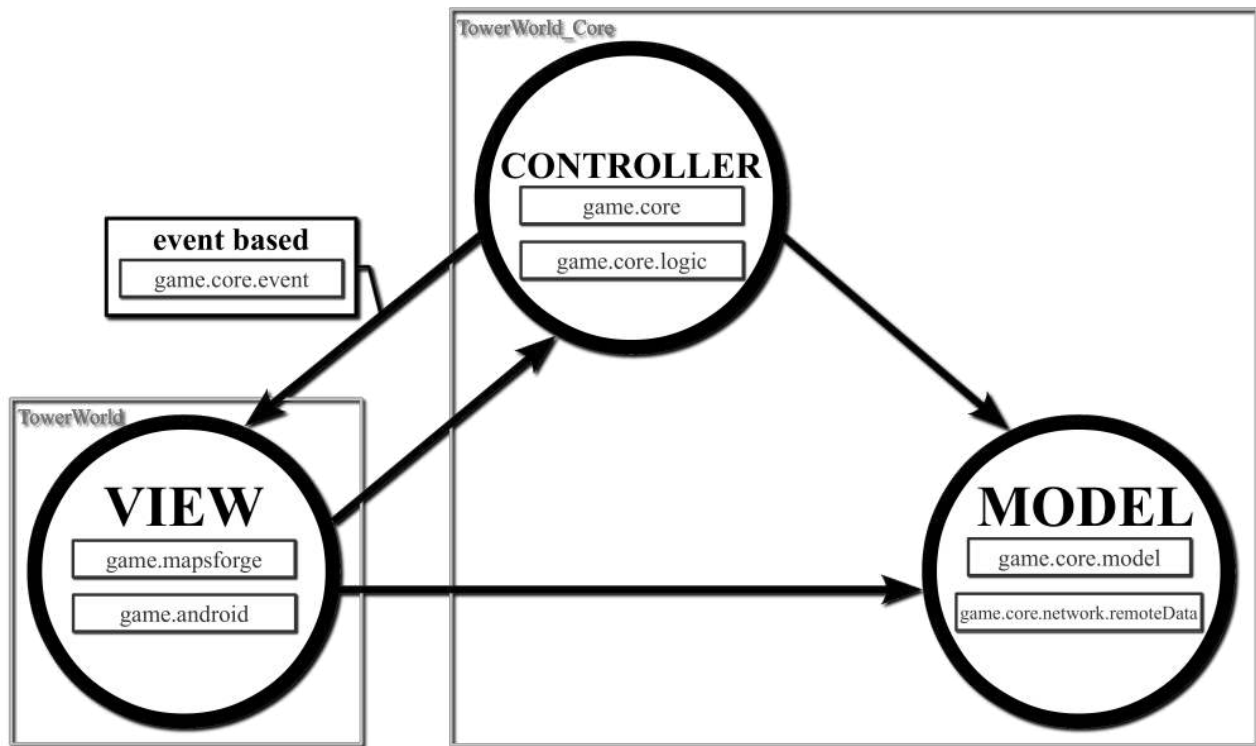 TowerWorld_Core
CONTROLLER
game.core
game.core.logic
event based
game.core.event
TowerWorld
VIEW
game.mapsforge
game.android
MODEL
game.core.model
game.core.network.remoteData